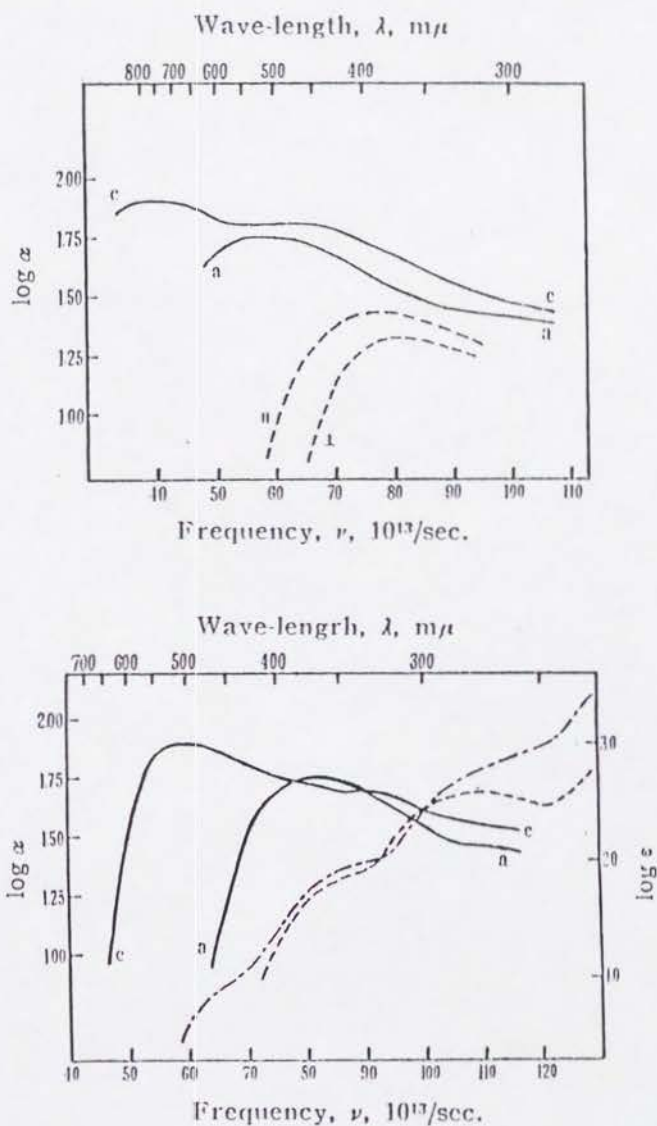 Wave-length, λ, mμ
800 700 600 500 400 300
200
c
175
a
log α
150
c
a
125
100
∥
⊥
40 50 60 70 80 90 100 110
Frequency, ν, 10¹³/sec.
Wave-lengrh, λ, mμ
700 600 500 400 300
200
30
175
150
c
log α
a
20
log ε
125
100
c
a
10
40 50 60 70 80 90 100 110 120
Frequency, ν, 10¹³/sec.